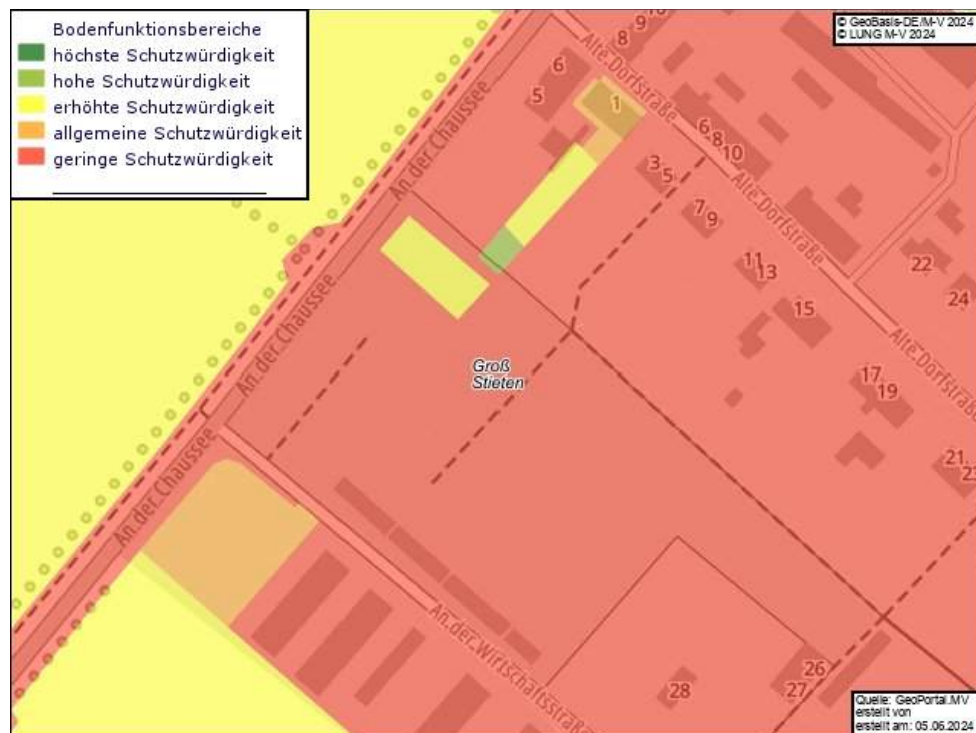 Bodenfunktionsbereiche
höchste Schutzwürdigkeit
hohe Schutzwürdigkeit
erhöhte Schutzwürdigkeit
allgemeine Schutzwürdigkeit
geringe Schutzwürdigkeit
© GeoBasis-DE/M-V 2024
© LUNG M-V 2024
10
9
8
6
5
1
Alte Dorfstraße
6
8
10
3
5
7
9
Alte Dorfstraße
An der Chaussee
11
13
15
22
24
An der Chaussee
Alte Dorfstraße
Groß
Stieten
17
19
21
An der Chaussee
An der Wirtschaftsstraße
26
27
28
Quelle: GeoPortal.MV
erstellt von
erstellt am: 05.06.2024